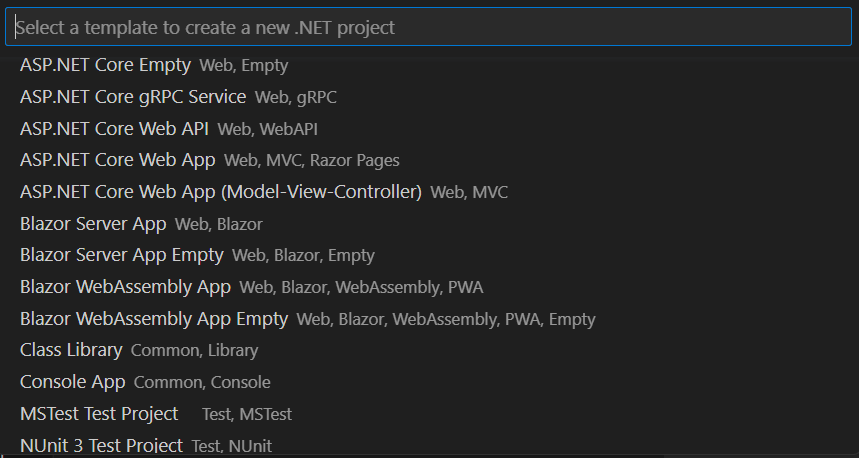 Select a template to create a new .NET project
ASP.NET Core Empty Web, Empty
ASP.NET Core gRPC Service Web, gRPC
ASP.NET Core Web API Web, WebAPI
ASP.NET Core Web App Web, MVC, Razor Pages
ASP.NET Core Web App (Model-View-Controller) Web, MVC
Blazor Server App Web, Blazor
Blazor Server App Empty Web, Blazor, Empty
Blazor WebAssembly App Web, Blazor, WebAssembly, PWA
Blazor WebAssembly App Empty Web, Blazor, WebAssembly, PWA, Empty
Class Library Common, Library
Console App Common, Console
MSTest Test Project Test, MSTest
NUnit 3 Test Project Test, NUnit